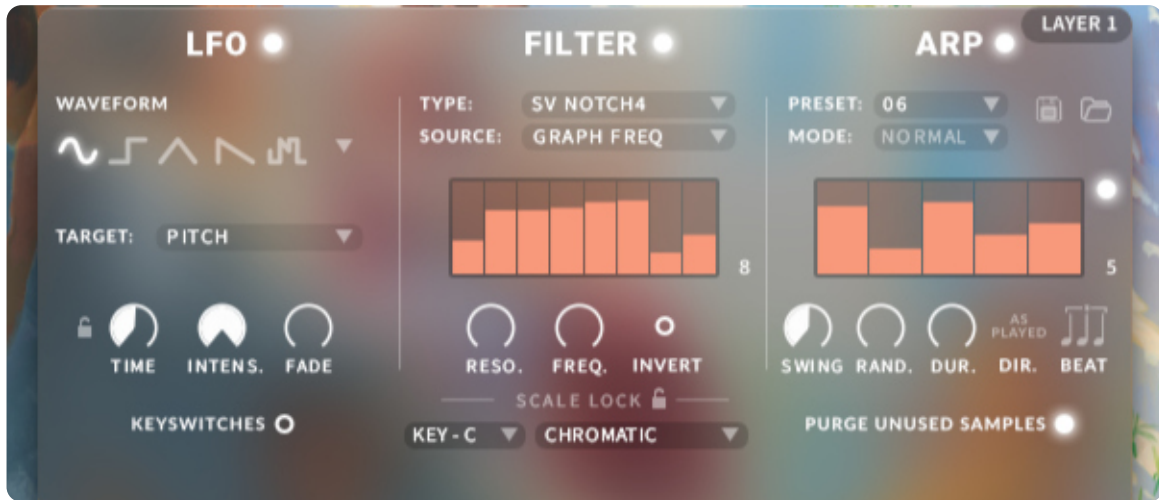 LAYER 1
LFO
FILTER
ARP
WAVEFORM
TARGET: PITCH
TIME INTENS. FADE
KEYSWITCHES
TYPE: SV NOTCH4
SOURCE: GRAPH FREQ
8
RESO. FREQ. INVERT
SCALE LOCK
KEY - C CHROMATIC
PRESET: 06
MODE: NORMAL
5
AS
PLAYED
SWING RAND. DUR. DIR. BEAT
PURGE UNUSED SAMPLES